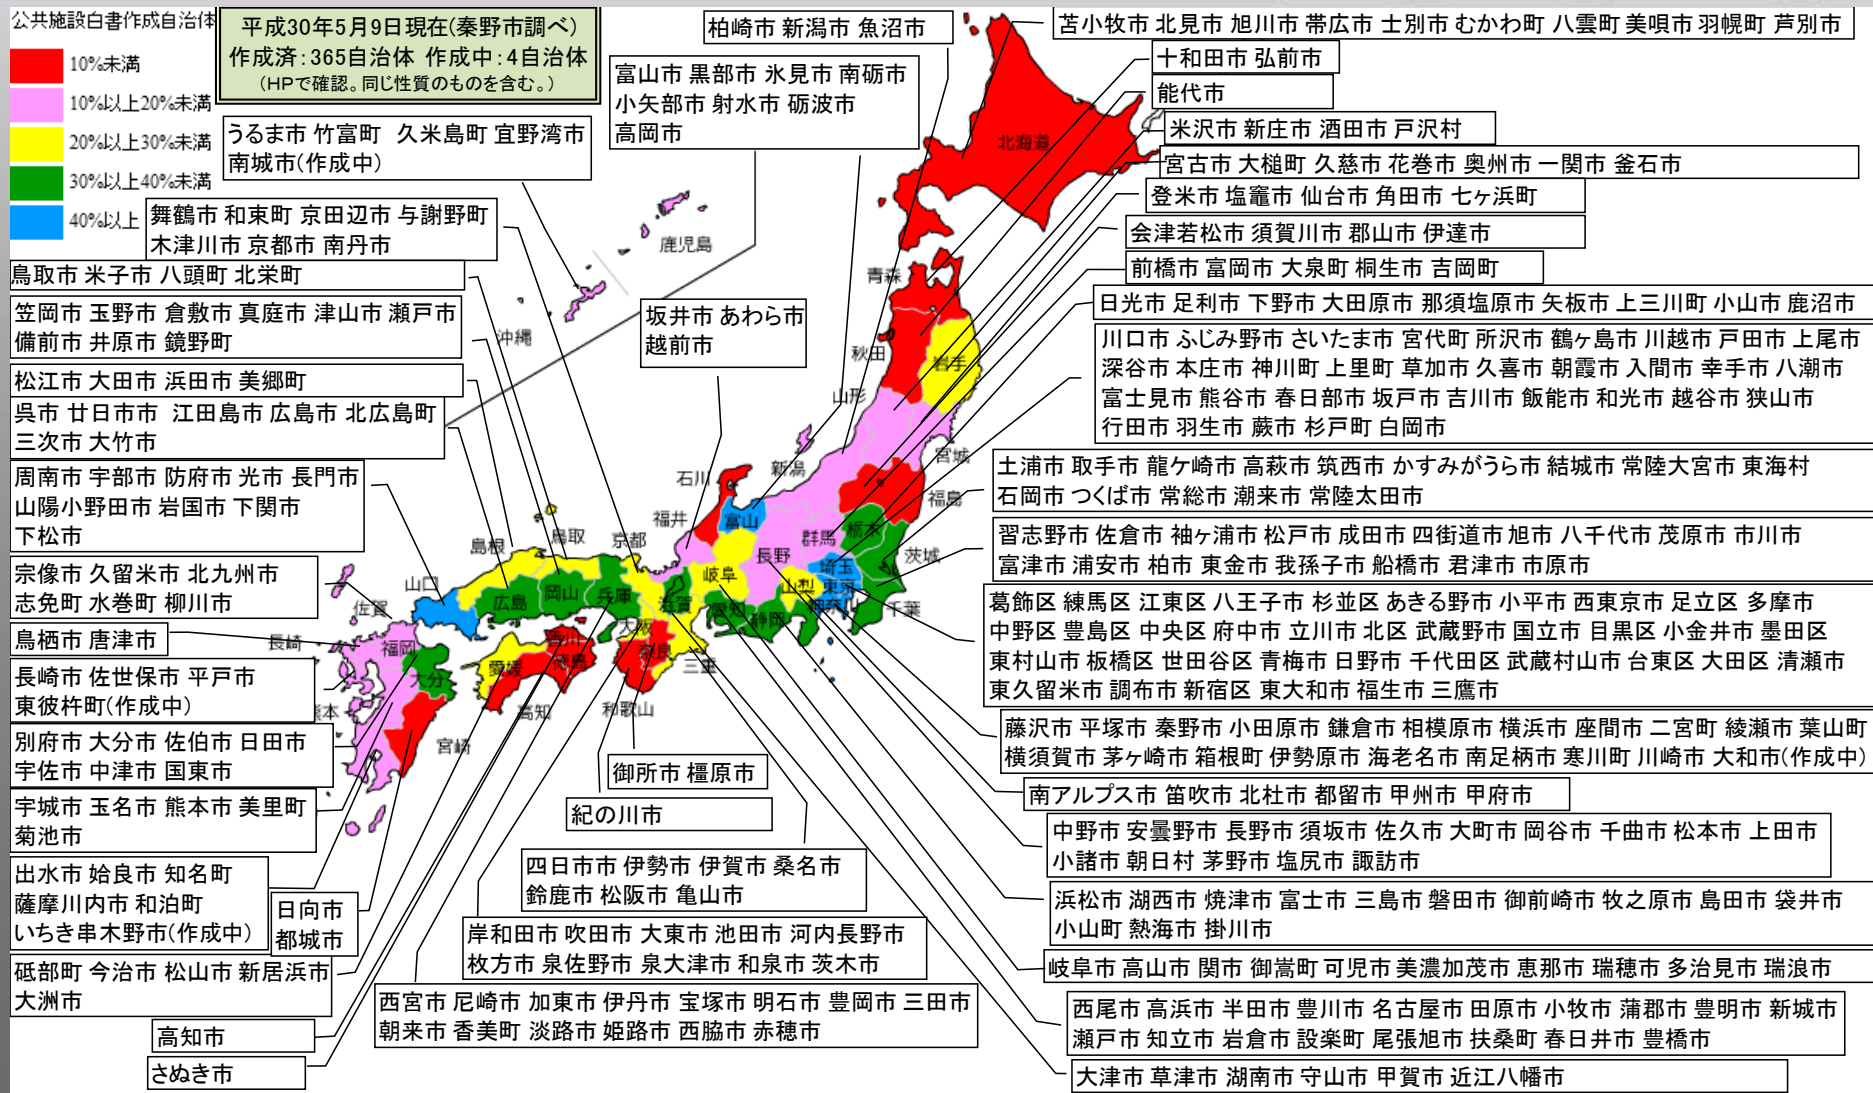 公共施設白書作成自治体
10%未満
10%以上20%未満
20%以上30%未満
30%以上40%未満
40%以上
平成30年5月9日現在(秦野市調べ)
作成済:365自治体 作成中:4自治体
(HPで確認。同じ性質のものを含む。)
うるま市 竹富町 久米島町 宜野湾市
南城市(作成中)
舞鶴市 和束町 京田辺市 与謝野町
木津川市 京都市 南丹市
鳥取市 米子市 八頭町 北栄町
笠岡市 玉野市 倉敷市 真庭市 津山市 瀬戸市
備前市 井原市 鏡野町
松江市 大田市 浜田市 美郷町
呉市 廿日市市 江田島市 広島市 北広島町
三次市 大竹市
周南市 宇部市 防府市 光市 長門市
山陽小野田市 岩国市 下関市
下松市
宗像市 久留米市 北九州市
志免町 水巻町 柳川市
鳥栖市 唐津市
長崎市 佐世保市 平戸市
東彼杵町(作成中)
別府市 大分市 佐伯市 日田市
宇佐市 中津市 国東市
宇城市 玉名市 熊本市 美里町
菊池市
出水市 姶良市 知名町
薩摩川内市 和泊町
いちき串木野市(作成中)
日向市
都城市
砥部町 今治市 松山市 新居浜市
大洲市
高知市
さぬき市
柏崎市 新潟市 魚沼市
富山市 黒部市 氷見市 南砺市
小矢部市 射水市 砺波市
高岡市
坂井市 あわら市
越前市
御所市 橿原市
紀の川市
四日市市 伊勢市 伊賀市 桑名市
鈴鹿市 松阪市 亀山市
岸和田市 吹田市 大東市 池田市 河内長野市
枚方市 泉佐野市 泉大津市 和泉市 茨木市
西宮市 尼崎市 加東市 伊丹市 宝塚市 明石市 豊岡市 三田市
朝来市 香美町 淡路市 姫路市 西脇市 赤穂市
苫小牧市 北見市 旭川市 帯広市 士別市 むかわ町 八雲町 美唄市 羽幌町 芦別市
十和田市 弘前市
能代市
米沢市 新庄市 酒田市 戸沢村
宮古市 大槌町 久慈市 花巻市 奥州市 一関市 釜石市
登米市 塩竈市 仙台市 角田市 七ヶ浜町
会津若松市 須賀川市 郡山市 伊達市
前橋市 富岡市 大泉町 桐生市 吉岡町
日光市 足利市 下野市 大田原市 那須塩原市 矢板市 上三川町 小山市 鹿沼市
川口市 ふじみ野市 さいたま市 宮代町 所沢市 鶴ヶ島市 川越市 戸田市 上尾市
深谷市 本庄市 神川町 上里町 草加市 久喜市 朝霞市 入間市 幸手市 八潮市
富士見市 熊谷市 春日部市 坂戸市 吉川市 飯能市 和光市 越谷市 狭山市
行田市 羽生市 蕨市 杉戸町 白岡市
土浦市 取手市 龍ケ崎市 高萩市 筑西市 かすみがうら市 結城市 常陸大宮市 東海村
石岡市 つくば市 常総市 潮来市 常陸太田市
習志野市 佐倉市 袖ヶ浦市 松戸市 成田市 四街道市 旭市 八千代市 茂原市 市川市
富津市 浦安市 柏市 東金市 我孫子市 船橋市 君津市 市原市
葛飾区 練馬区 江東区 八王子市 杉並区 あきる野市 小平市 西東京市 足立区 多摩市
中野区 豊島区 中央区 府中市 立川市 北区 武蔵野市 国立市 目黒区 小金井市 墨田区
東村山市 板橋区 世田谷区 青梅市 日野市 千代田区 武蔵村山市 台東区 大田区 清瀬市
東久留米市 調布市 新宿区 東大和市 福生市 三鷹市
藤沢市 平塚市 秦野市 小田原市 鎌倉市 相模原市 横浜市 座間市 二宮町 綾瀬市 葉山町
横須賀市 茅ヶ崎市 箱根町 伊勢原市 海老名市 南足柄市 寒川町 川崎市 大和市(作成中)
南アルプス市 笛吹市 北杜市 都留市 甲州市 甲府市
中野市 安曇野市 長野市 須坂市 佐久市 大町市 岡谷市 千曲市 松本市 上田市
小諸市 朝日村 茅野市 塩尻市 諏訪市
浜松市 湖西市 焼津市 富士市 三島市 磐田市 御前崎市 牧之原市 島田市 袋井市
小山町 熱海市 掛川市
岐阜市 高山市 関市 御嵩町 可児市 美濃加茂市 恵那市 瑞穂市 多治見市 瑞浪市
西尾市 高浜市 半田市 豊川市 名古屋市 田原市 小牧市 蒲郡市 豊明市 新城市
瀬戸市 知立市 岩倉市 設楽町 尾張旭市 扶桑町 春日井市 豊橋市
大津市 草津市 湖南市 守山市 甲賀市 近江八幡市
北海道
青森
秋田
岩手
山形
宮城
新潟
福島
石川
富山
福井
群馬
栃木
長野
茨城
埼玉
東京
山梨
神奈川
千葉
岐阜
愛知
静岡
滋賀
京都
鳥取
島根
兵庫
岡山
広島
山口
大阪
奈良
三重
和歌山
香川
徳島
愛媛
高知
佐賀
福岡
長崎
大分
熊本
宮崎
鹿児島
沖縄